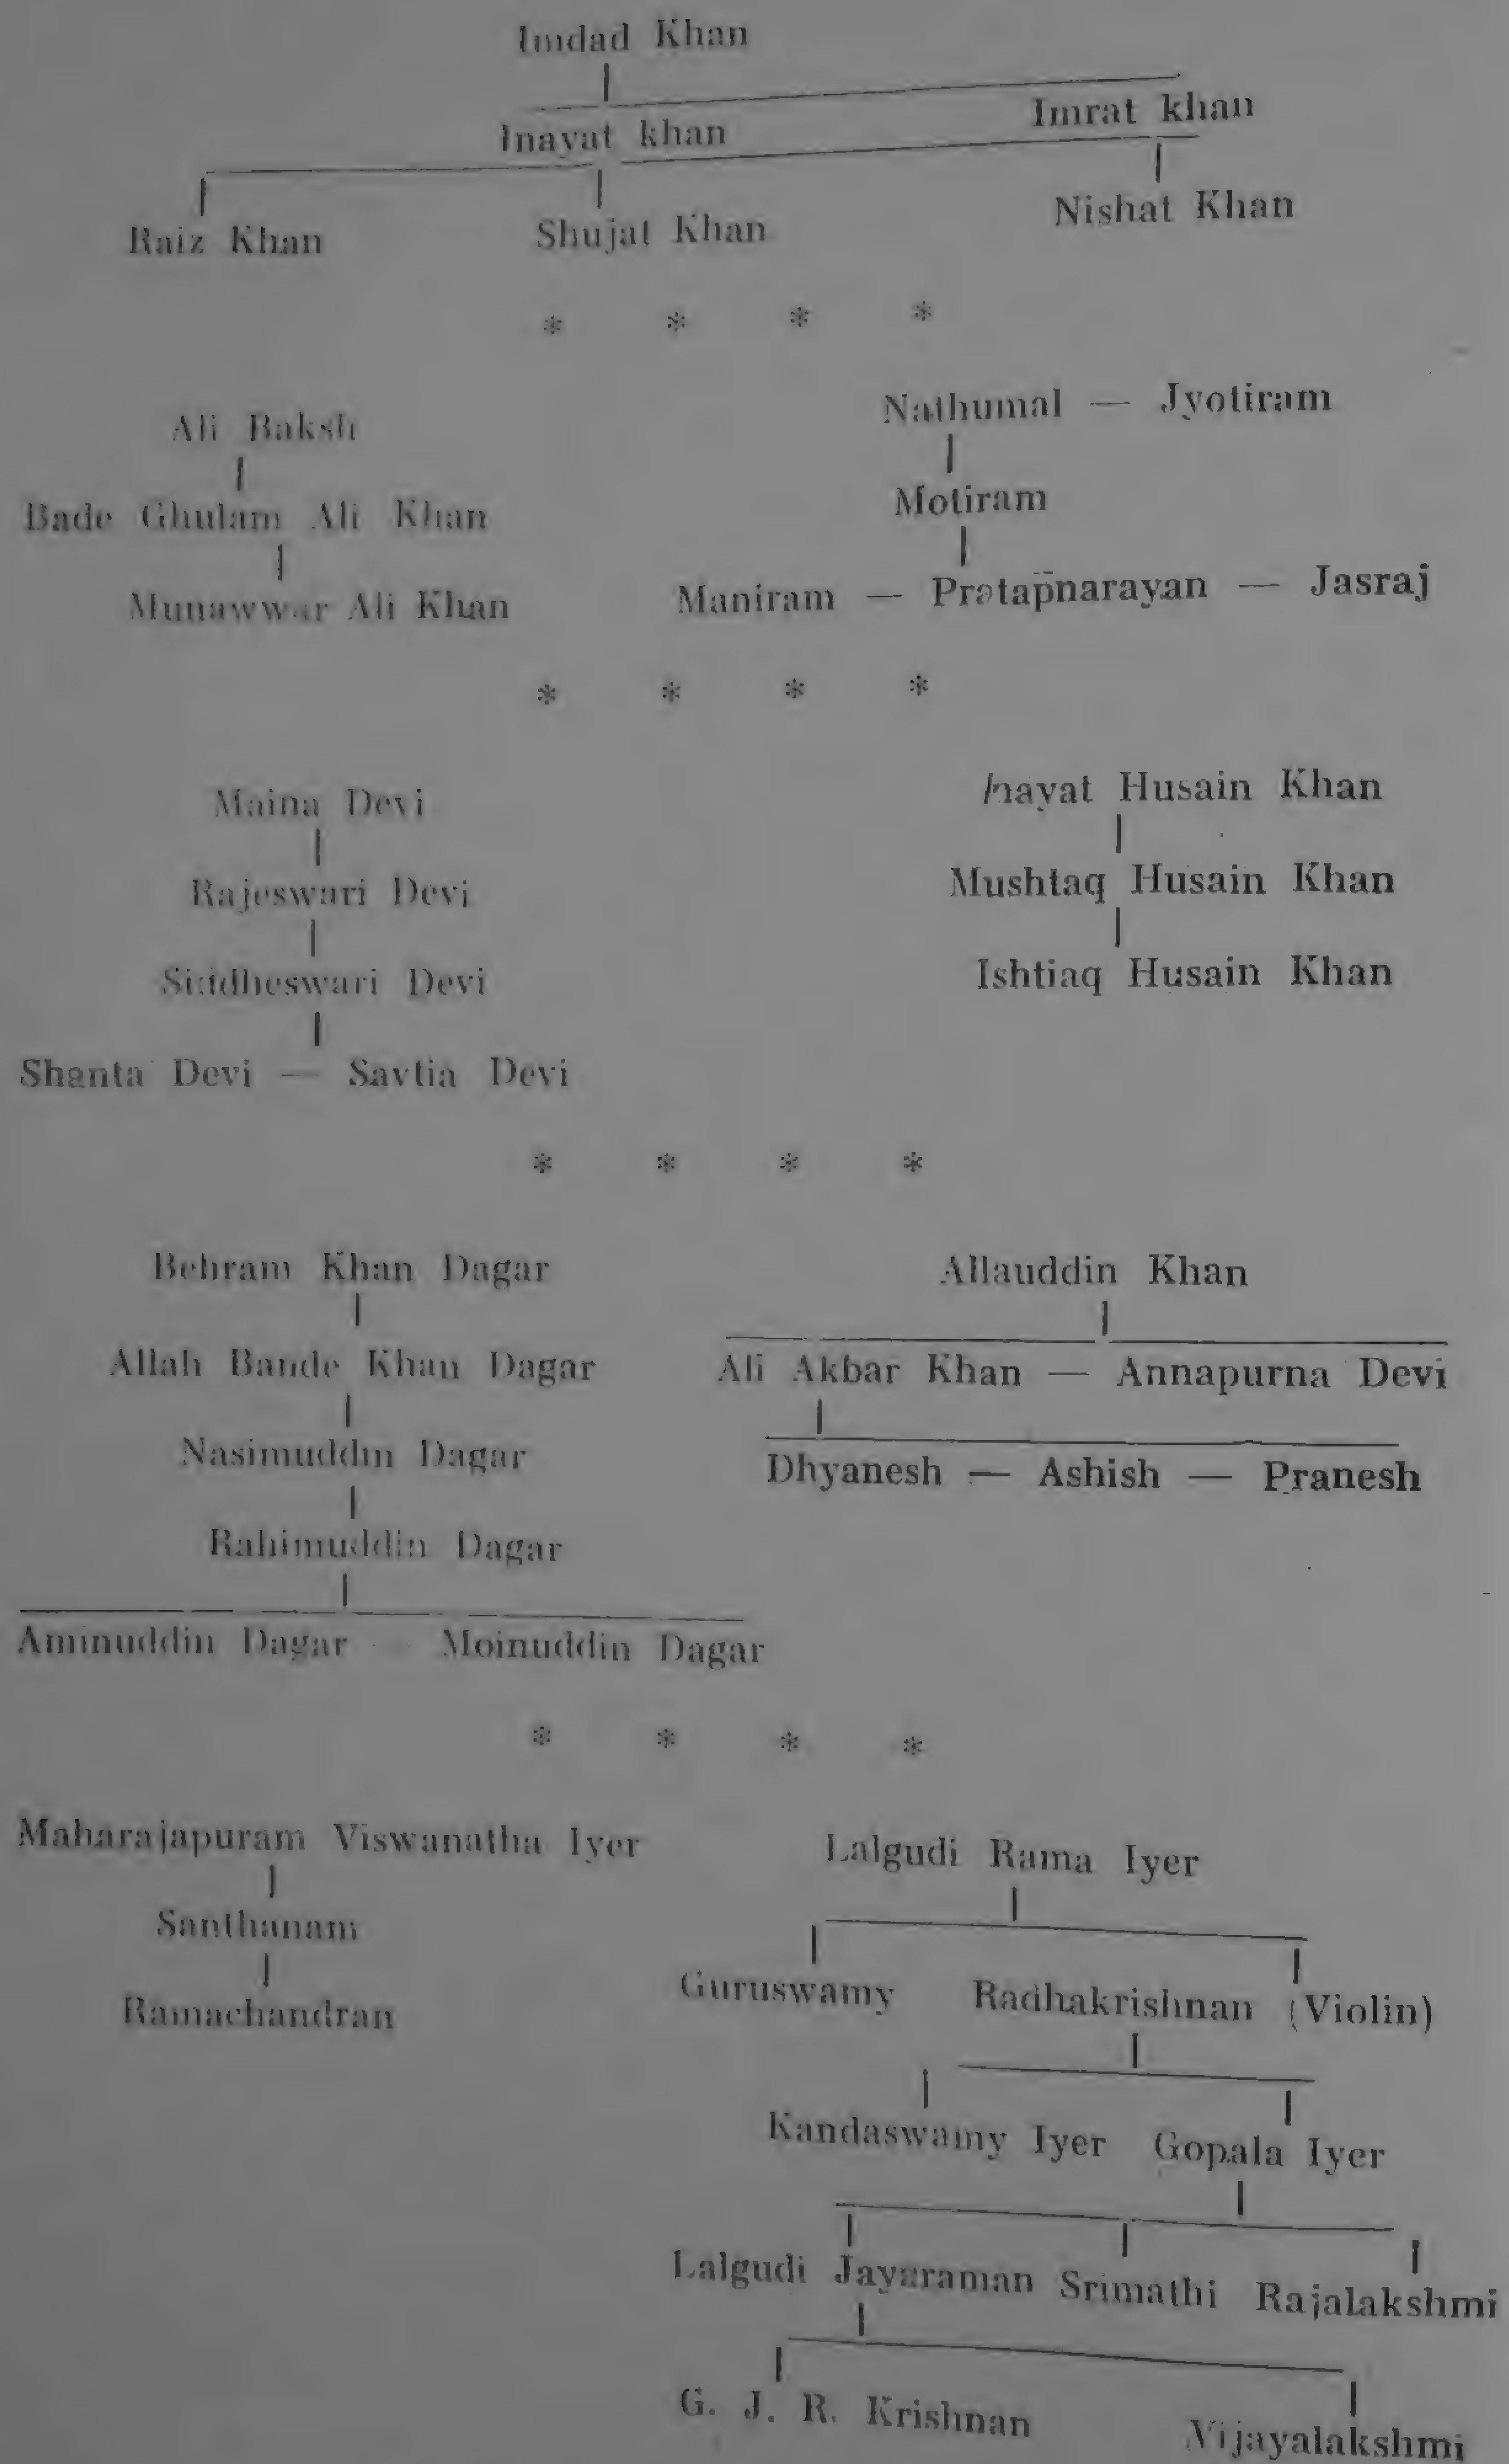 Imdad Khan
Inayat khan Imrat khan
Raiz Khan Shujat Khan Nishat Khan
* * * *
Ali Baksh
Bade Ghulam Ali Khan
Munawwar Ali Khan
Nathumal — Jyotiram
Motiram
Maniram — Pratapnarayan — Jasraj
* * * *
Maina Devi
Rajeswari Devi
Siddheswari Devi
Shanta Devi — Savtia Devi
Inayat Husain Khan
Mushtaq Husain Khan
Ishtiaq Husain Khan
* * * *
Behram Khan Dagar
Allah Bande Khan Dagar
Nasimuddin Dagar
Rahimuddin Dagar
Aminuddin Dagar — Moinuddin Dagar
Allauddin Khan
Ali Akbar Khan — Annapurna Devi
Dhyanesh — Ashish — Pranesh
* * * *
Maharajapuram Viswanatha Iyer
Santhanam
Ramachandran
Lalgudi Rama Iyer
Guruswamy Radhakrishnan (Violin)
Kandaswamy Iyer Gopala Iyer
Lalgudi Jayaraman Srimathi Rajalakshmi
G. J. R. Krishnan Vijayalakshmi